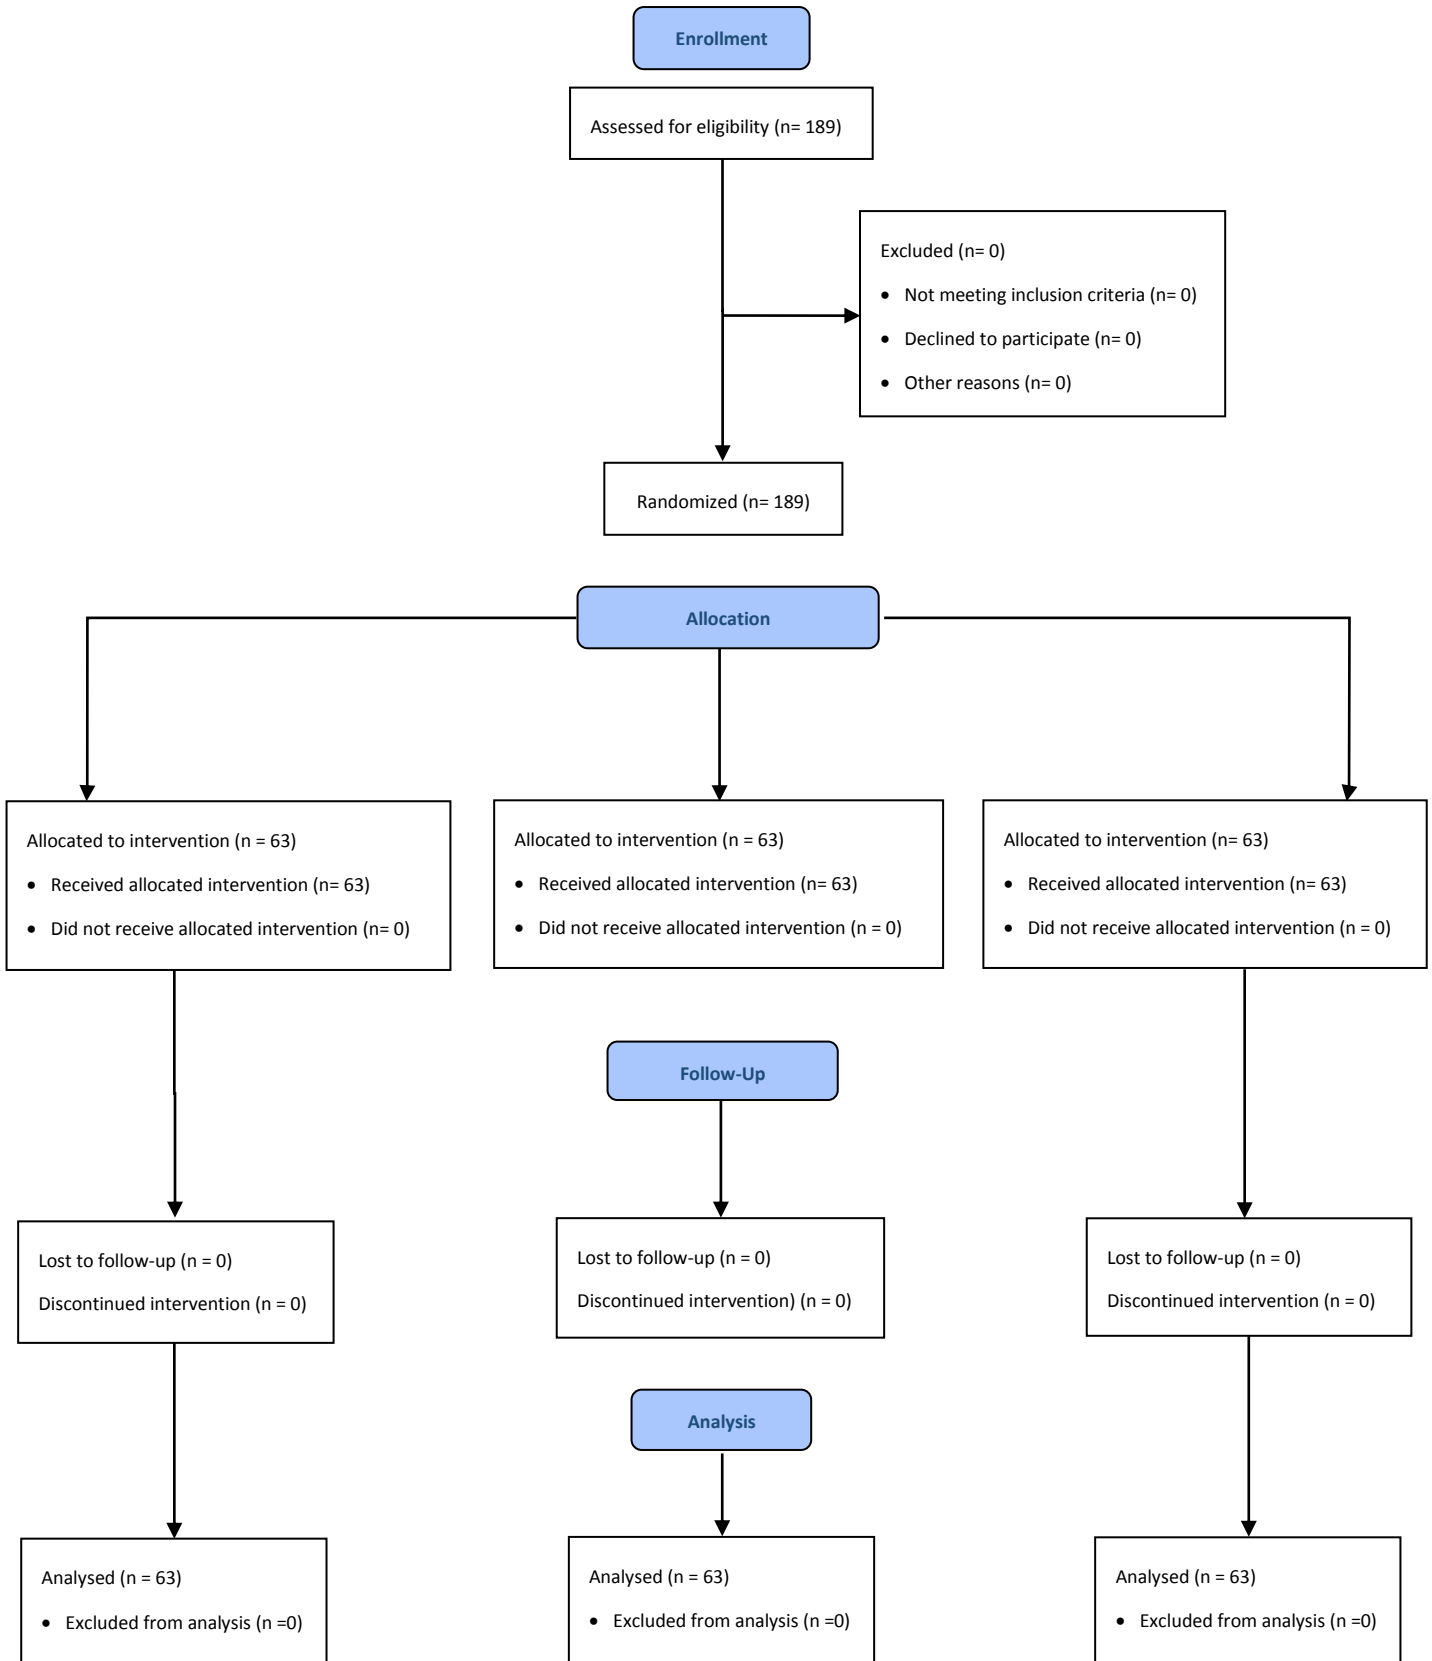 Enrollment
Assessed for eligibility (n= 189)
Excluded (n= 0)
• Not meeting inclusion criteria (n= 0)
• Declined to participate (n= 0)
• Other reasons (n= 0)
Randomized (n= 189)
Allocation
Allocated to intervention (n = 63)
• Received allocated intervention (n= 63)
• Did not receive allocated intervention (n= 0)
Allocated to intervention (n = 63)
• Received allocated intervention (n= 63)
• Did not receive allocated intervention (n = 0)
Allocated to intervention (n= 63)
• Received allocated intervention (n= 63)
• Did not receive allocated intervention (n = 0)
Follow-Up
Lost to follow-up (n = 0)
Discontinued intervention (n = 0)
Lost to follow-up (n = 0)
Discontinued intervention) (n = 0)
Lost to follow-up (n = 0)
Discontinued intervention (n = 0)
Analysis
Analysed (n = 63)
• Excluded from analysis (n =0)
Analysed (n = 63)
• Excluded from analysis (n =0)
Analysed (n = 63)
• Excluded from analysis (n =0)